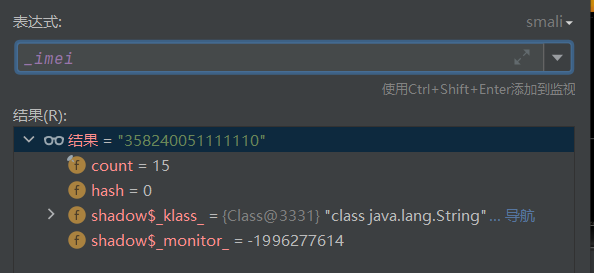 表达式:
smali
_imei
使用Ctrl+Shift+Enter添加到监视
结果(R):
结果 = "358240051111110"
f count = 15
f hash = 0
f shadow$_klass_ = {Class@3331} "class java.lang.String"... 导航
f shadow$_monitor_ = -1996277614